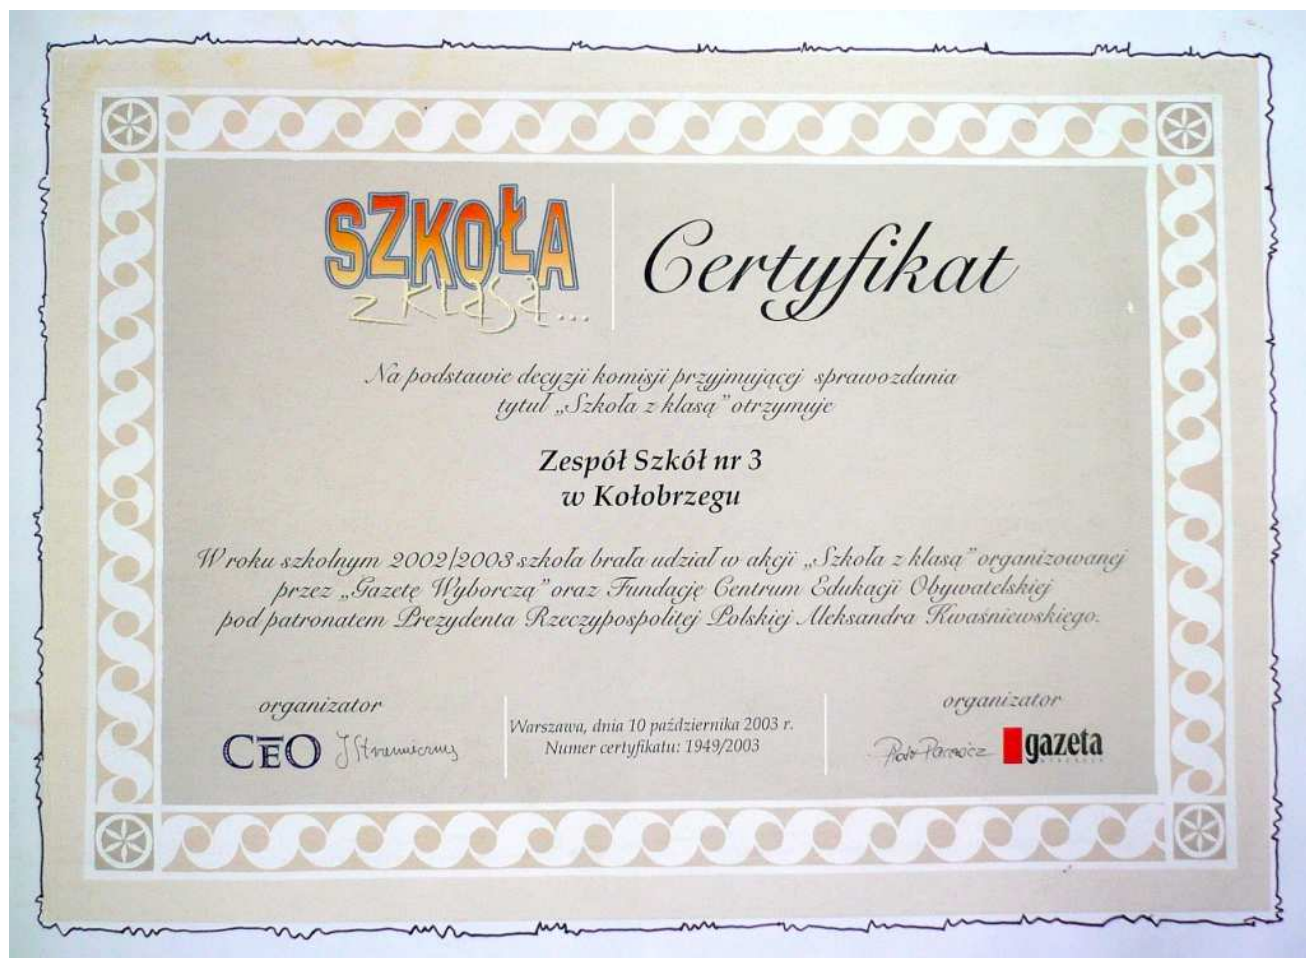 SZKOŁA
z klasą...
Certyfikat
Na podstawie decyzji komisji przyjmującej sprawozdania
tytuł „Szkoła z klasą” otrzymuje
Zespół Szkół nr 3
w Kołobrzegu
W roku szkolnym 2002/2003 szkoła brała udział w akcji „Szkoła z klasą” organizowanej
przez „Gazetę Wyborczą” oraz Fundację Centrum Edukacji Obywatelskiej
pod patronatem Prezydenta Rzeczypospolitej Polskiej Aleksandra Kwaśniewskiego.
organizator
CEO
Warszawa, dnia 10 października 2003 r.
Numer certyfikatu: 1949/2003
organizator
gazeta